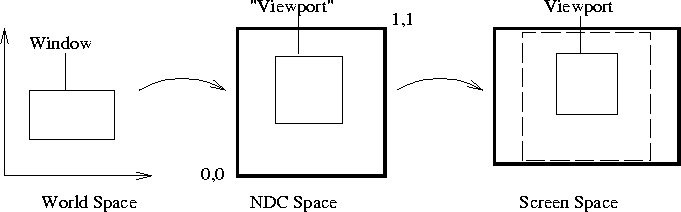 "Viewport"
Viewport
1,1
Window
0,0
World Space
NDC Space
Screen Space